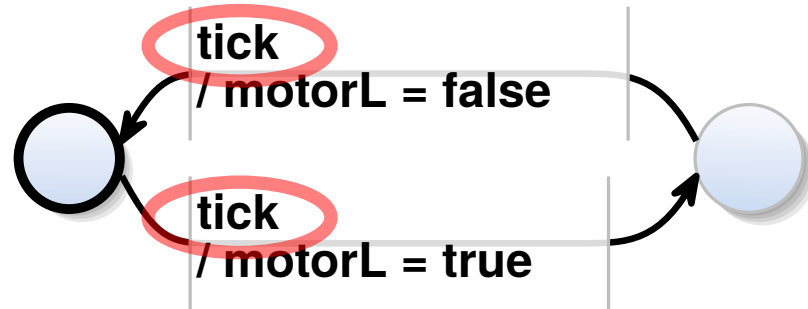 tick
/ motorL = false
tick
/ motorL = true